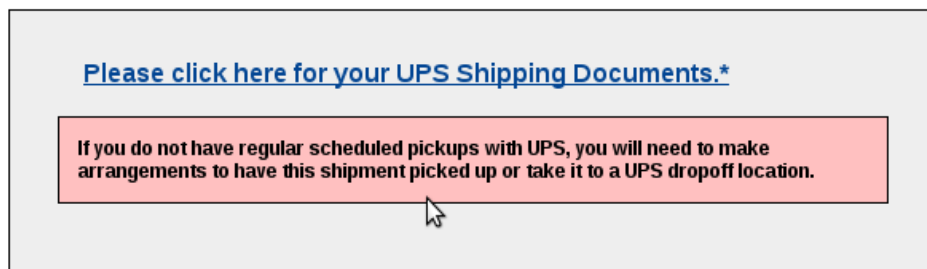 Please click here for your UPS Shipping Documents.*
If you do not have regular scheduled pickups with UPS, you will need to make
arrangements to have this shipment picked up or take it to a UPS dropoff location.